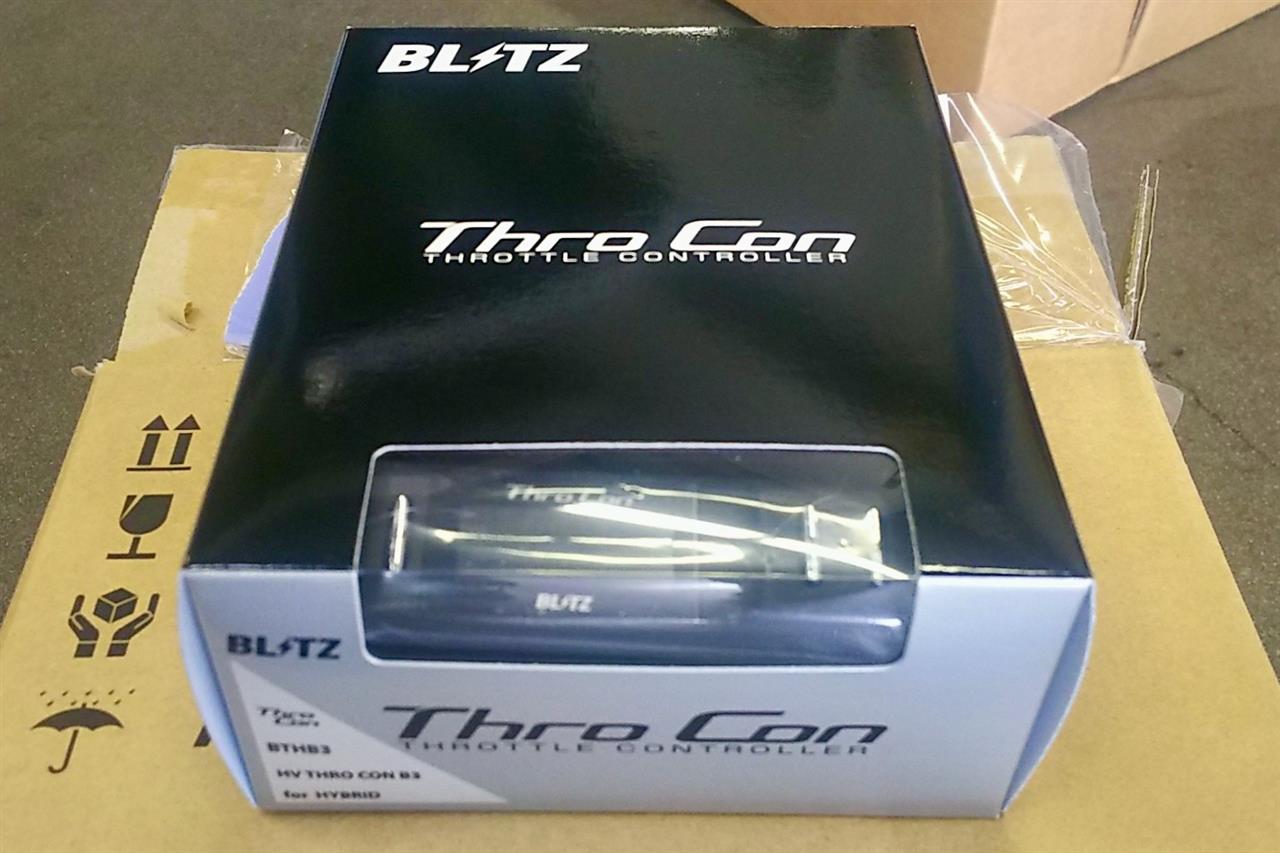 BLITZ
Thro Con
THROTTLE CONTROLLER
Thro Con
BLITZ
BLITZ
Thro
Con
BTHB3
HV THRO CON B3
for HYBRID
Thro Con
THROTTLE CONTROLLER